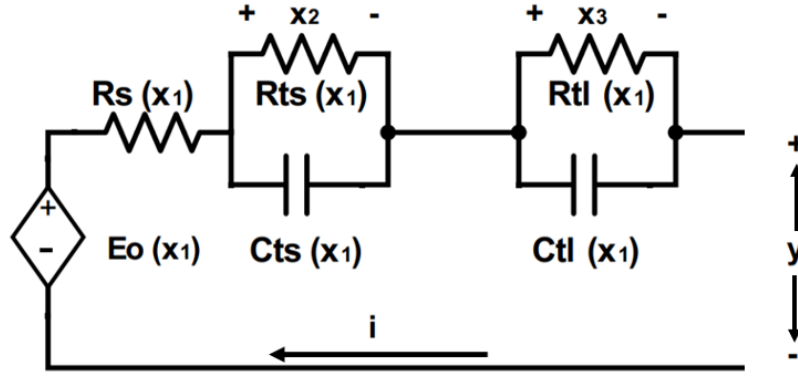 + x2 -
+ x3 -
Rs (x1)
Rts (x1)
Rtl (x1)
+
+
-
Eo (x1)
Cts (x1)
Ctl (x1)
y
i
-